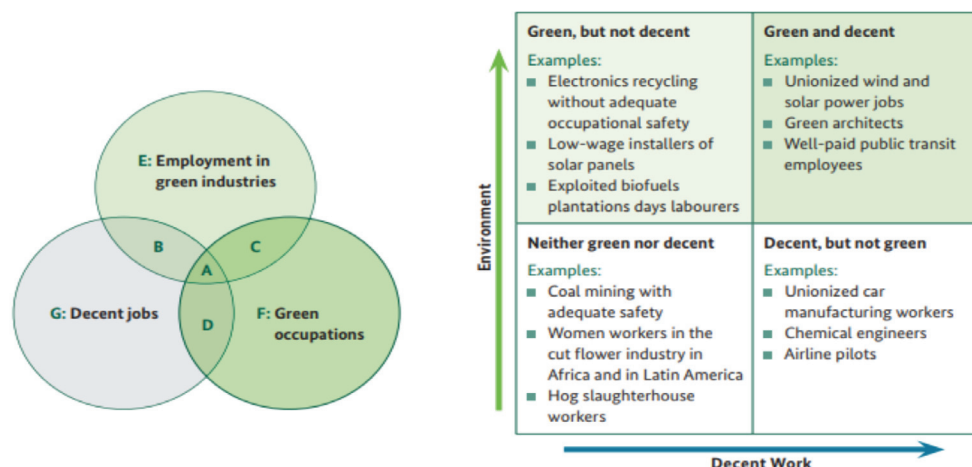 E: Employment in
green industries
B
C
A
G: Decent jobs
D
F: Green
occupations
Environment
Green, but not decent
Examples:
Electronics recycling
without adequate
occupational safety
Low-wage installers of
solar panels
Exploited biofuels
plantations days labourers
Green and decent
Examples:
Unionized wind and
solar power jobs
Green architects
Well-paid public transit
employees
Neither green nor decent
Examples:
Coal mining with
adequate safety
Women workers in the
cut flower industry in
Africa and in Latin America
Hog slaughterhouse
workers
Decent, but not green
Examples:
Unionized car
manufacturing workers
Chemical engineers
Airline pilots
Decent Work